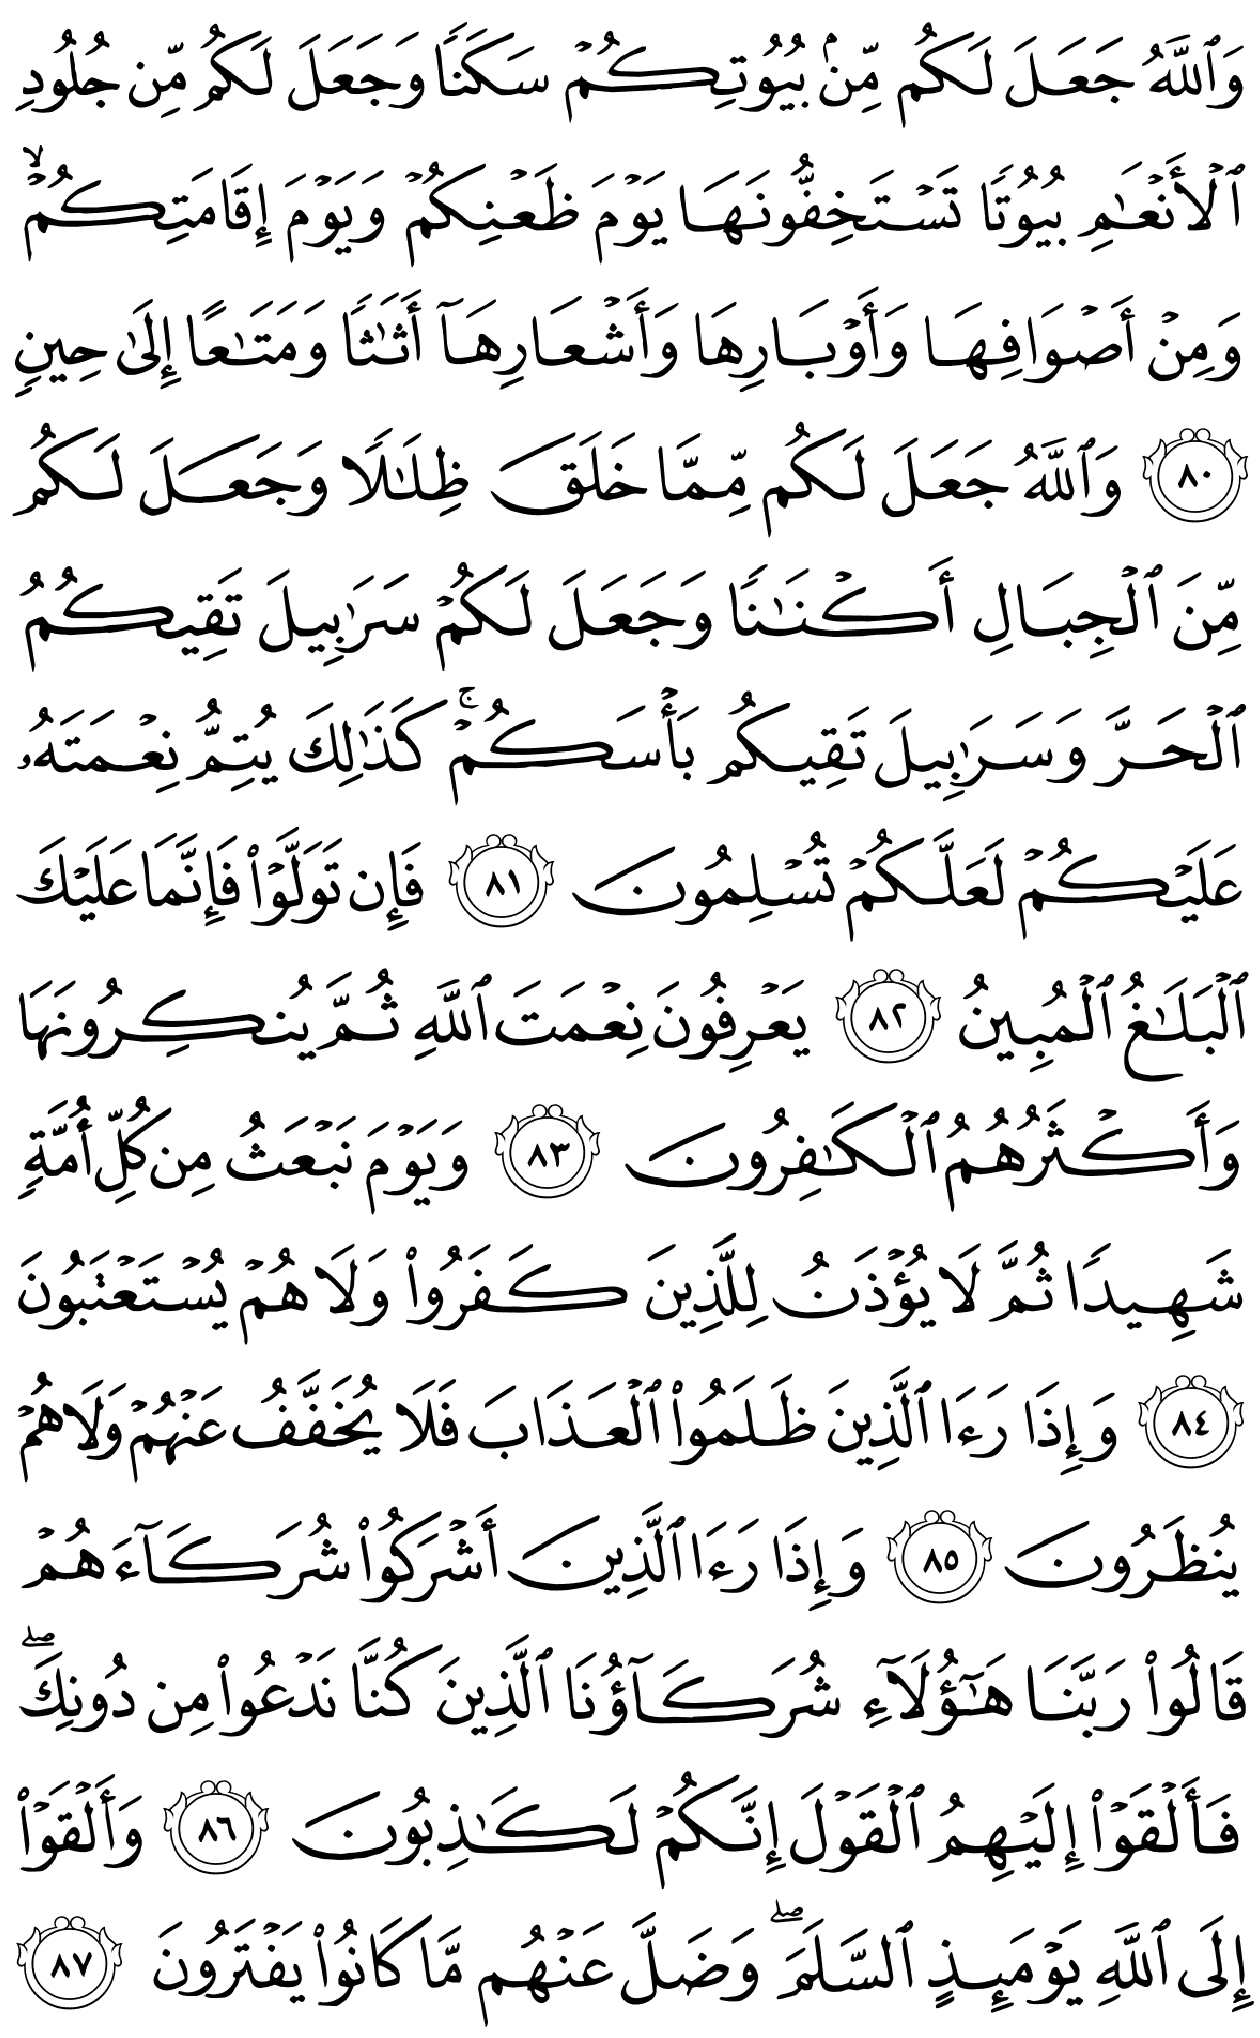 وَٱللَّهُ جَعَلَ لَكُم مِّنۢ بُيُوتِكُمْ سَكَنًا وَجَعَلَ لَكُم مِّن جُلُودِ
ٱلْأَنْعَٰمِ بُيُوتًا تَسْتَخِفُّونَهَا يَوْمَ ظَعْنِكُمْ وَيَوْمَ إِقَامَتِكُمْ ۙ
وَمِنْ أَصْوَافِهَا وَأَوْبَارِهَا وَأَشْعَارِهَآ أَثَٰثًا وَمَتَٰعًا إِلَىٰ حِينٍ
٨٠ وَٱللَّهُ جَعَلَ لَكُم مِّمَّا خَلَقَ ظِلَٰلًا وَجَعَلَ لَكُم
مِّنَ ٱلْجِبَالِ أَكْنَٰنًا وَجَعَلَ لَكُمْ سَرَٰبِيلَ تَقِيكُمُ
ٱلْحَرَّ وَسَرَٰبِيلَ تَقِيكُم بَأْسَكُمْ ۚ كَذَٰلِكَ يُتِمُّ نِعْمَتَهُۥ
عَلَيْكُمْ لَعَلَّكُمْ تُسْلِمُونَ ٨١ فَإِن تَوَلَّوْا۟ فَإِنَّمَا عَلَيْكَ
ٱلْبَلَٰغُ ٱلْمُبِينُ ٨٢ يَعْرِفُونَ نِعْمَتَ ٱللَّهِ ثُمَّ يُنكِرُونَهَا
وَأَكْثَرُهُمُ ٱلْكَٰفِرُونَ ٨٣ وَيَوْمَ نَبْعَثُ مِن كُلِّ أُمَّةٍ
شَهِيدًا ثُمَّ لَا يُؤْذَنُ لِلَّذِينَ كَفَرُوا۟ وَلَا هُمْ يُسْتَعْتَبُونَ
٨٤ وَإِذَا رَءَا ٱلَّذِينَ ظَلَمُوا۟ ٱلْعَذَابَ فَلَا يُخَفَّفُ عَنْهُمْ وَلَا هُمْ
يُنظَرُونَ ٨٥ وَإِذَا رَءَا ٱلَّذِينَ أَشْرَكُوا۟ شُرَكَآءَهُمْ
قَالُوا۟ رَبَّنَا هَٰٓؤُلَآءِ شُرَكَآؤُنَا ٱلَّذِينَ كُنَّا نَدْعُوا۟ مِن دُونِكَ ۖ
فَأَلْقَوْا۟ إِلَيْهِمُ ٱلْقَوْلَ إِنَّكُمْ لَكَٰذِبُونَ ٨٦ وَأَلْقَوْا۟
إِلَى ٱللَّهِ يَوْمَئِذٍ ٱلسَّلَمَ ۖ وَضَلَّ عَنْهُم مَّا كَانُوا۟ يَفْتَرُونَ ٨٧